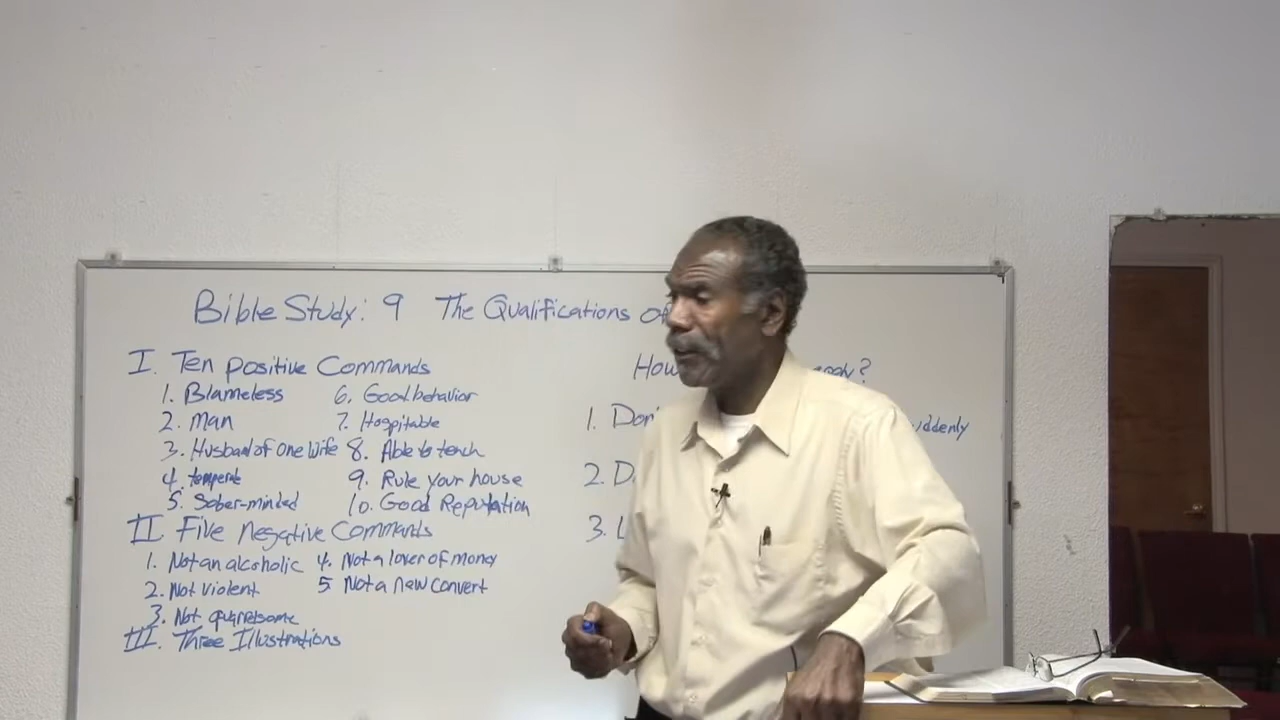 Bible Study: 9 The Qualifications of
I. Ten Positive Commands
1. Blameless
2. Man
3. Husband of one wife
4. temperate
5. Sober-minded
6. Good behavior
7. Hospitable
8. Able to teach
9. Rule your house
10. Good Reputation
II. Five Negative Commands
1. Not an alcoholic
2. Not violent
3. Not quarrelsome
4. Not a lover of money
5 Not a new convert
III. Three Illustrations
How apply?
1. Don' suddenly
2. D
3. L